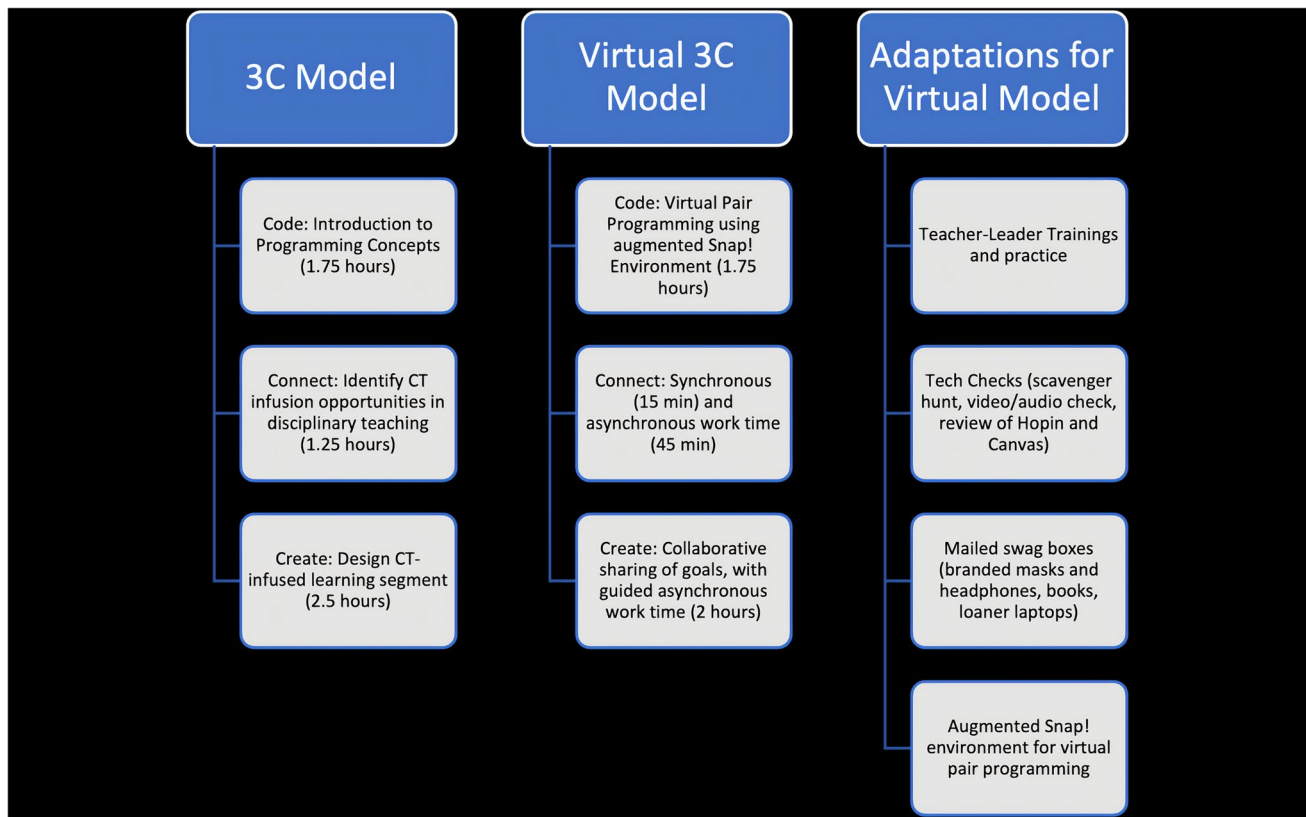 3C Model
Code: Introduction to
Programming Concepts
(1.75 hours)
Connect: Identify CT
infusion opportunities in
disciplinary teaching
(1.25 hours)
Create: Design CT-
infused learning segment
(2.5 hours)
Virtual 3C
Model
Code: Virtual Pair
Programming using
augmented Snap!
Environment (1.75
hours)
Connect: Synchronous
(15 min) and
asynchronous work time
(45 min)
Create: Collaborative
sharing of goals, with
guided asynchronous
work time (2 hours)
Adaptations for
Virtual Model
Teacher-Leader Trainings
and practice
Tech Checks (scavenger
hunt, video/audio check,
review of Hopin and
Canvas)
Mailed swag boxes
(branded masks and
headphones, books,
loaner laptops)
Augmented Snap!
environment for virtual
pair programming